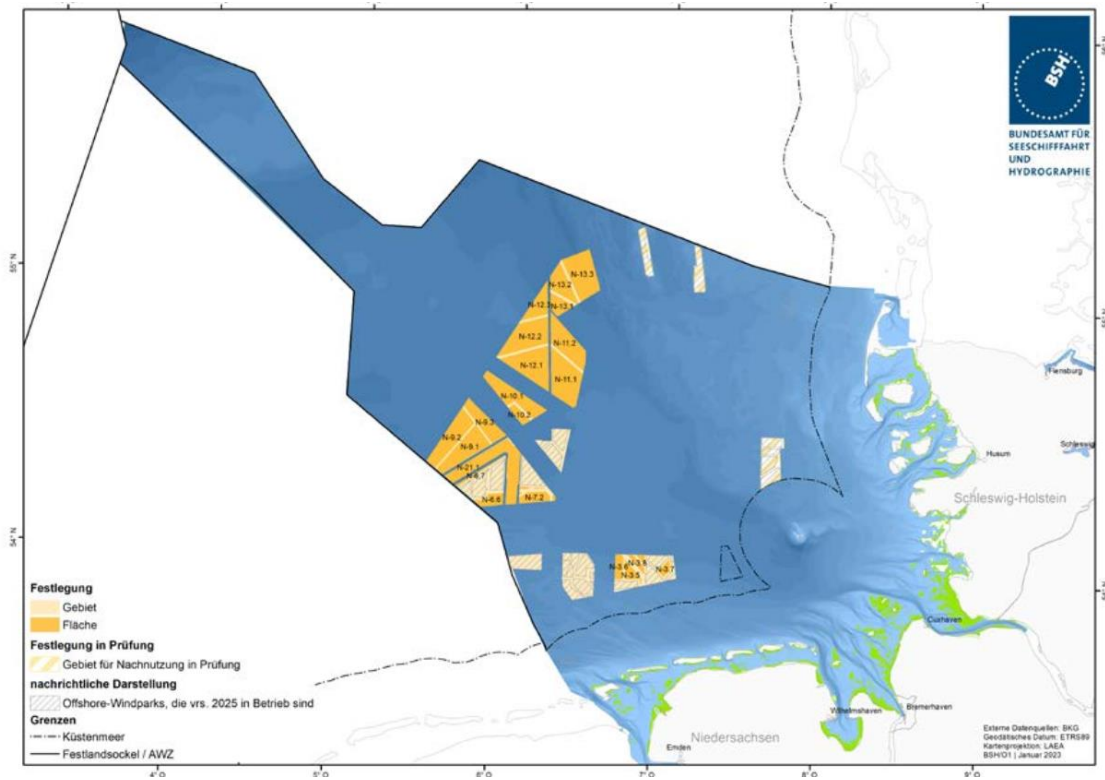 BSH
BUNDESAMT FÜR
SEESCHIFFFAHRT
UND
HYDROGRAPHIE
55° N
54° N
N-13.3
N-13.2
N-13.1
N-12.3
N-12.2
N-11.2
N-12.1
N-11.1
N-10.1
N-10.2
N-9.3
N-9.2
N-9.1
N-21.1
N-6.7
N-6.6
N-7.2
N-3.8
N-3.6
N-3.5
N-3.7
Flensburg
Schleswig
Husum
Schleswig-Holstein
Cuxhaven
Wilhelmshaven
Bremerhaven
Niedersachsen
Emden
Festlegung
Gebiet
Fläche
Festlegung in Prüfung
Gebiet für Nachnutzung in Prüfung
nachrichtliche Darstellung
Offshore-Windparks, die vrs. 2025 in Betrieb sind
Grenzen
Küstenmeer
Festlandsockel / AWZ
Externe Datenquellen: BKG
Geodätisches Datum: ETRS89
Kartenprojektion: LAEA
BSH/O1 | Januar 2023
4° O
5° O
6° O
7° O
8° O
9° O